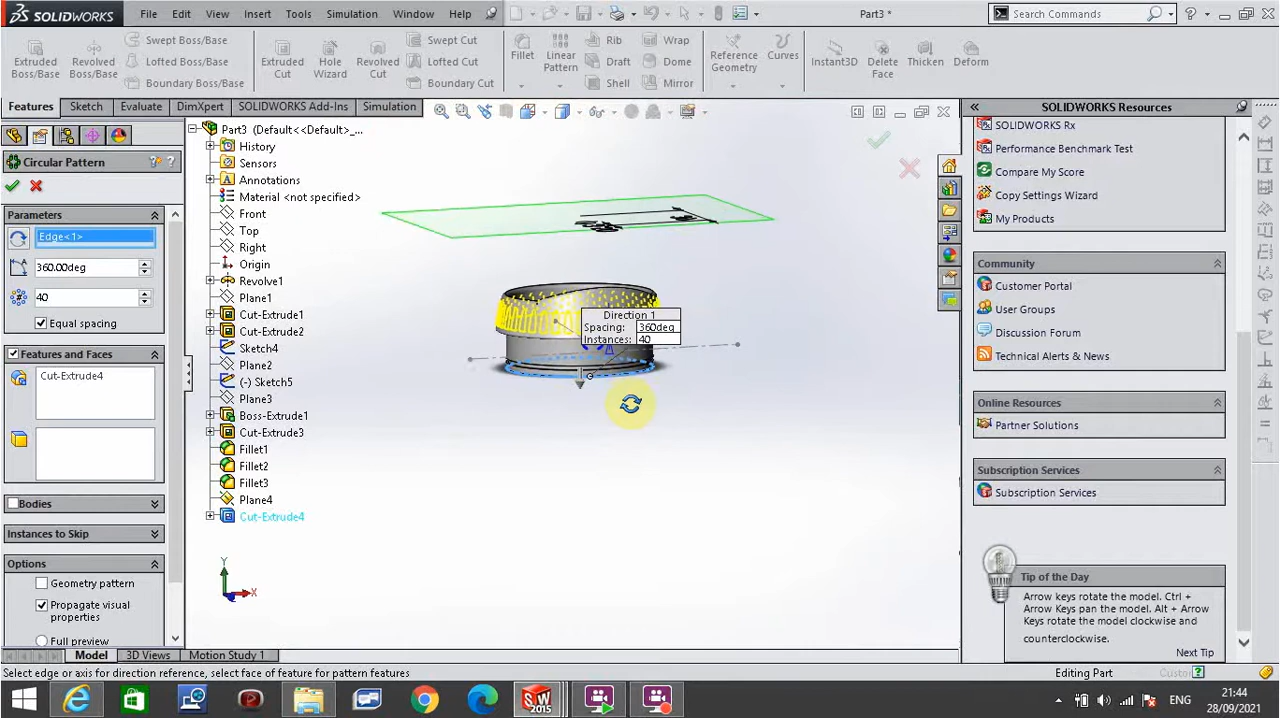 SOLIDWORKS File Edit View Insert Tools Simulation Window Help Part3 * Search Commands
Extruded Boss/Base
Revolved Boss/Base
Swept Boss/Base
Lofted Boss/Base
Boundary Boss/Base
Extruded Cut
Hole Wizard
Revolved Cut
Swept Cut
Lofted Cut
Boundary Cut
Fillet
Linear Pattern
Rib
Draft
Shell
Wrap
Dome
Mirror
Reference Geometry
Curves
Instant3D
Delete Face
Thicken
Deform
Features Sketch Evaluate DimXpert SOLIDWORKS Add-Ins Simulation
Circular Pattern
Parameters
Edge<1>
360.00deg
40
Equal spacing
Features and Faces
Cut-Extrude4
Bodies
Instances to Skip
Options
Geometry pattern
Propagate visual
properties
Full preview
Part3 (Default<<Default>_...
History
Sensors
Annotations
Material <not specified>
Front
Top
Right
Origin
Revolve1
Plane1
Cut-Extrude1
Cut-Extrude2
Sketch4
Plane2
(-) Sketch5
Plane3
Boss-Extrude1
Cut-Extrude3
Fillet1
Fillet2
Fillet3
Plane4
Cut-Extrude4
Direction 1
Spacing: 360deg
Instances: 40
Y
X
SOLIDWORKS Resources
SOLIDWORKS Rx
Performance Benchmark Test
Compare My Score
Copy Settings Wizard
My Products
Community
Customer Portal
User Groups
Discussion Forum
Technical Alerts & News
Online Resources
Partner Solutions
Subscription Services
Subscription Services
Tip of the Day
Arrow keys rotate the model. Ctrl +
Arrow Keys pan the model. Alt + Arrow
Keys rotate the model clockwise and
counterclockwise.
Next Tip
Model 3D Views Motion Study 1
Select edge or axis for direction reference, select face of feature for pattern features Editing Part
SW
2015
ENG
21:44
28/09/2021